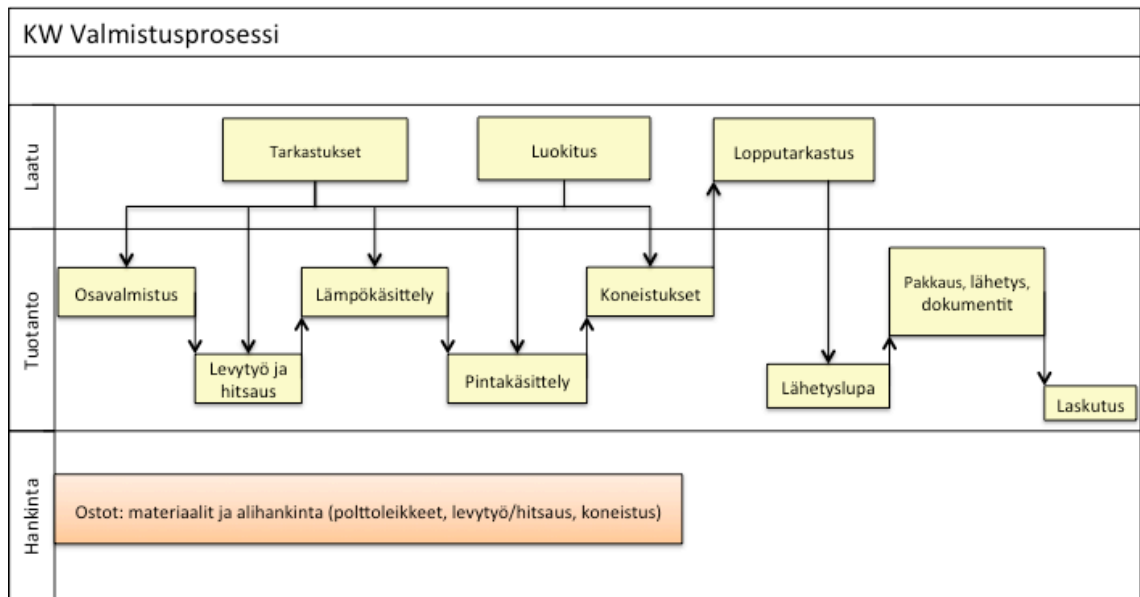 KW Valmistusprosessi
Laatu
Tarkastukset
Luokitus
Lopputarkastus
Tuotanto
Osavalmistus
Levytyö ja
hitsaus
Lämpökäsittely
Pintakäsittely
Koneistukset
Lähetyslupa
Pakkaus, lähetys,
dokumentit
Laskutus
Hankinta
Ostot: materiaalit ja alihankinta (polttoleikkeet, levytyö/hitsaus, koneistus)